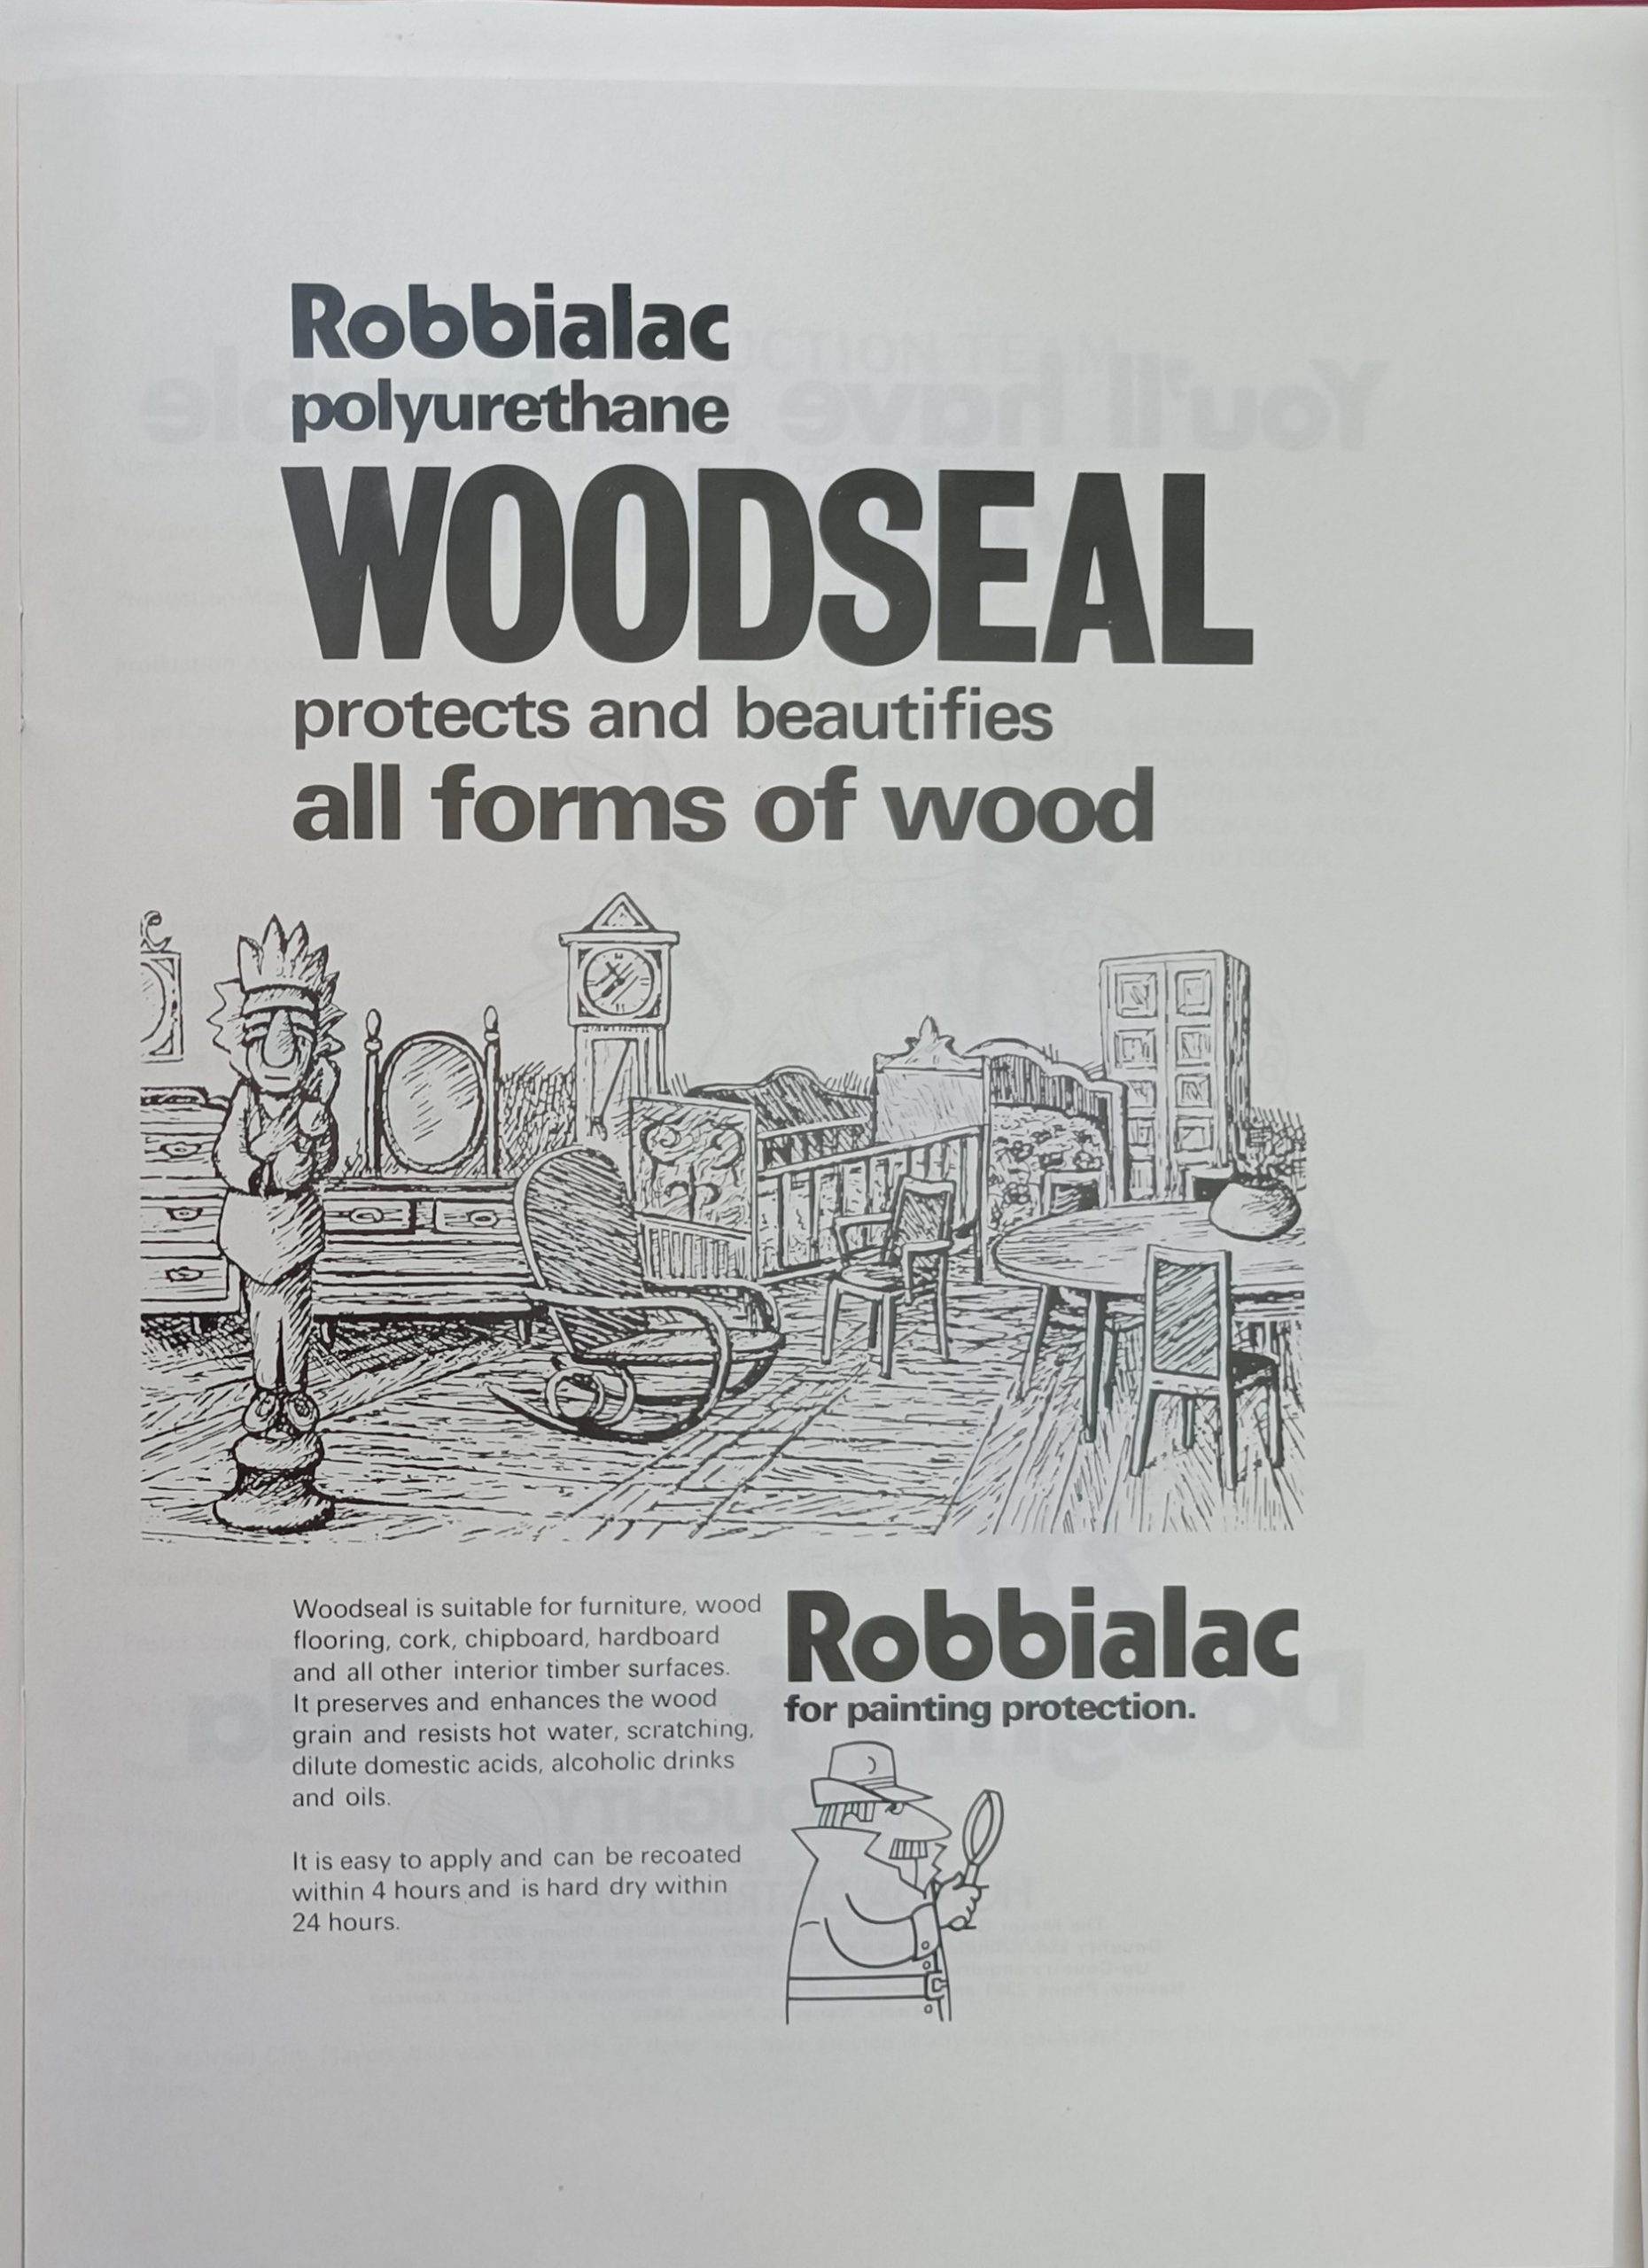 Robbialac
polyurethane
WOODSEAL
protects and beautifies
all forms of wood
Woodseal is suitable for furniture, wood
flooring, cork, chipboard, hardboard
and all other interior timber surfaces.
It preserves and enhances the wood
grain and resists hot water, scratching,
dilute domestic acids, alcoholic drinks
and oils.
It is easy to apply and can be recoated
within 4 hours and is hard dry within
24 hours.
Robbialac
for painting protection.